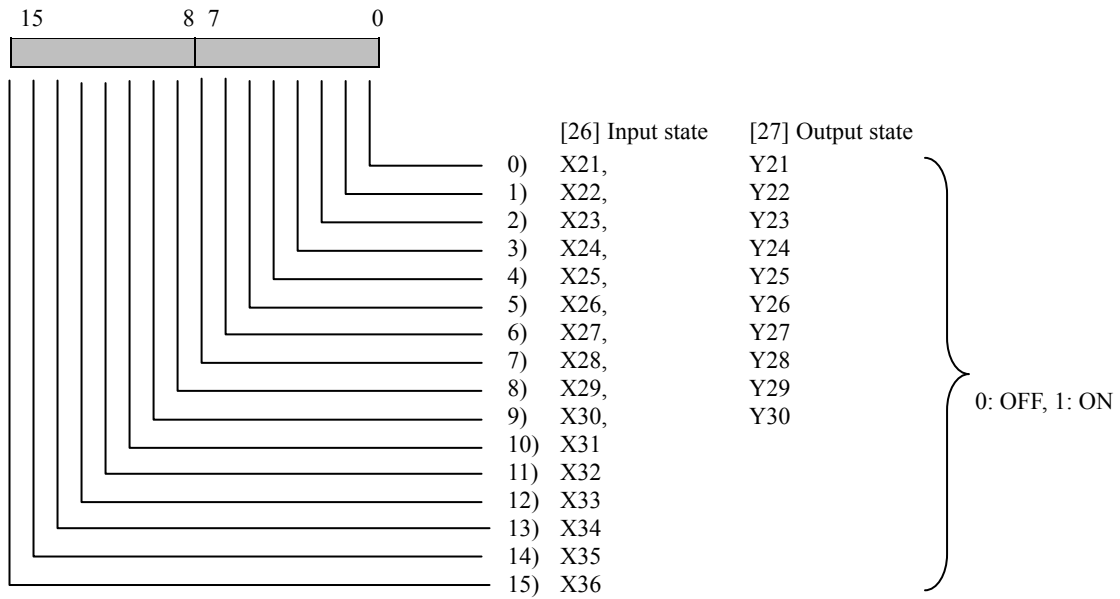 15 8 7 0
[26] Input state [27] Output state
0) X21, Y21
1) X22, Y22
2) X23, Y23
3) X24, Y24
4) X25, Y25
5) X26, Y26
6) X27, Y27
7) X28, Y28
8) X29, Y29
9) X30, Y30
0: OFF, 1: ON
10) X31
11) X32
12) X33
13) X34
14) X35
15) X36